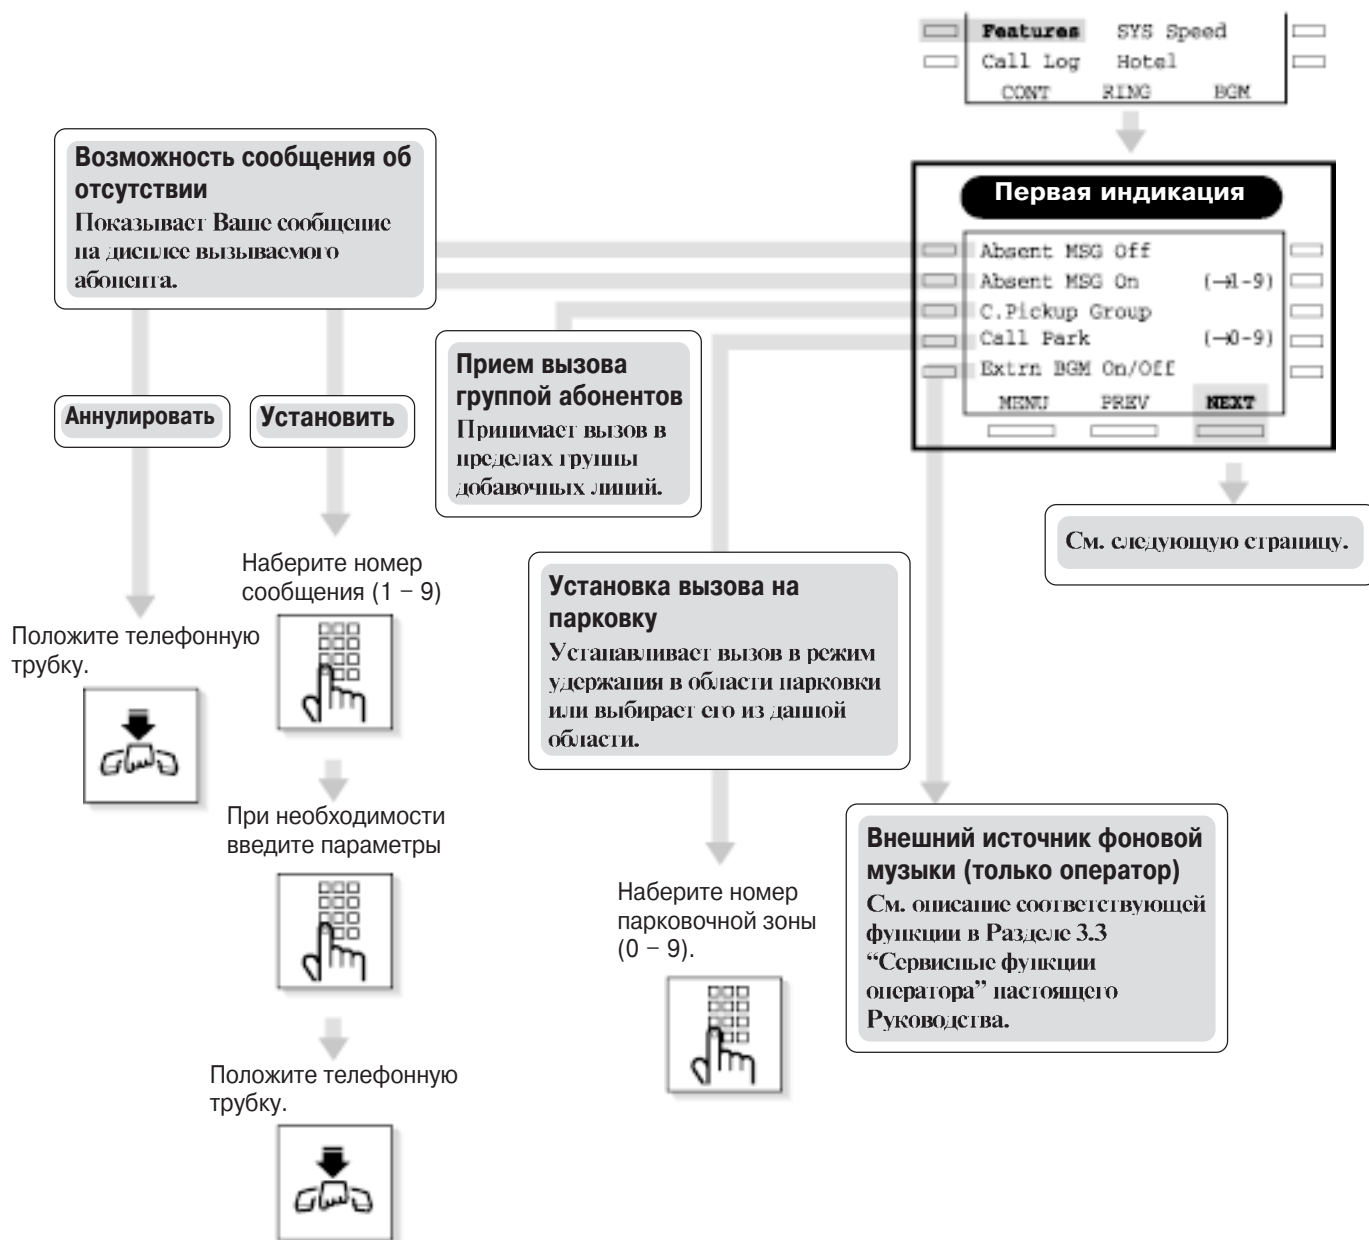 Features SYS Speed
Call Log Hotel
CONT RING BGM
Первая индикация
Absent MSG Off
Absent MSG On (→1-9)
C.Pickup Group
Call Park (→0-9)
Extrn BGM On/Off
MENU PREV NEXT
См. следующую страницу.
Возможность сообщения об
отсутствии
Показывает Ваше сообщение
на дисплее вызываемого
абонента.
Аннулировать
Установить
Положите телефонную
трубку.
Наберите номер
сообщения (1 – 9)
При необходимости
введите параметры
Положите телефонную
трубку.
Прием вызова
группой абонентов
Принимает вызов в
пределах группы
добавочных линий.
Установка вызова на
парковку
Устанавливает вызов в режим
удержания в области парковки
или выбирает его из данной
области.
Наберите номер
парковочной зоны
(0 – 9).
Внешний источник фоновой
музыки (только оператор)
См. описание соответствующей
функции в Разделе 3.3
“Сервисные функции
оператора” настоящего
Руководства.